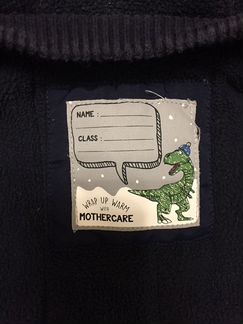 NAME:
CLASS:
WRAP UP WARM
WITH
MOTHERCARE